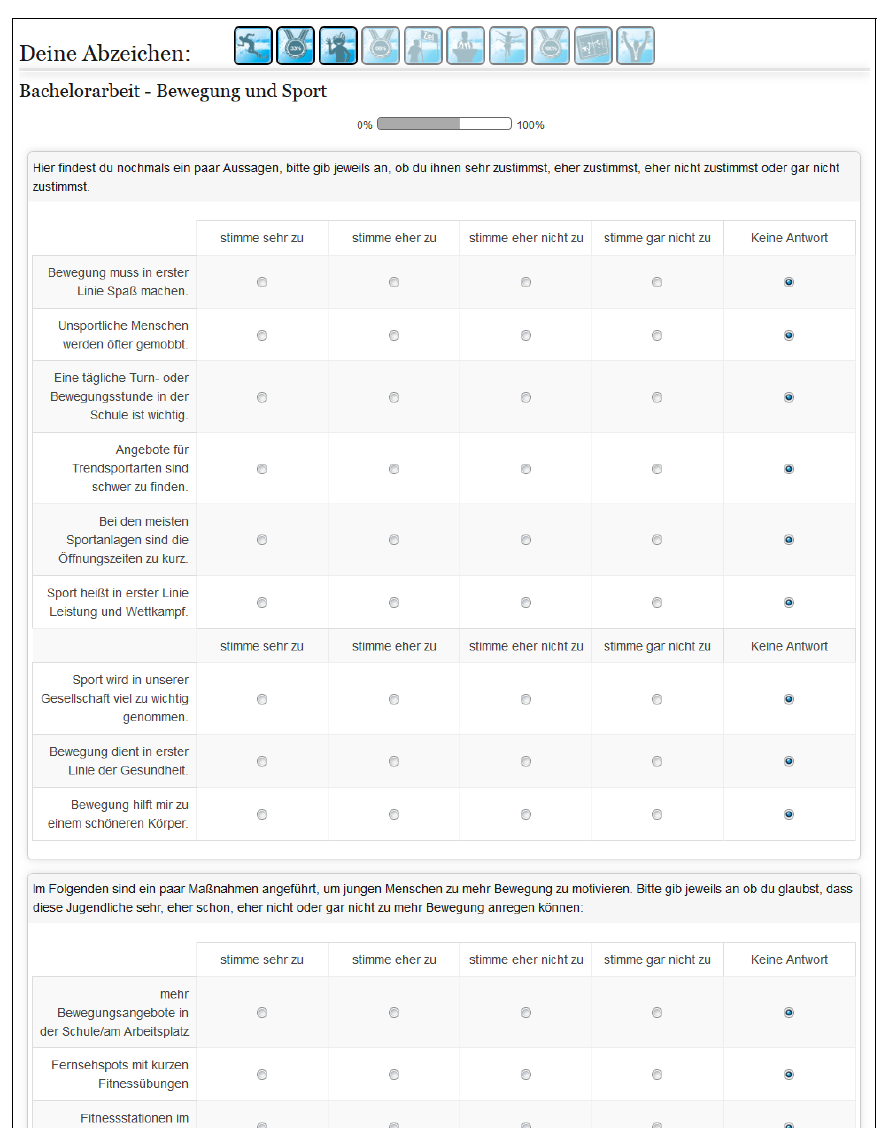 Deine Abzeichen:
Bachelorarbeit - Bewegung und Sport
0% 100%
Hier findest du nochmals ein paar Aussagen, bitte gib jeweils an, ob du ihnen sehr zustimmst, eher zustimmst, eher nicht zustimmst oder gar nicht
zustimmst.
stimme sehr zu stimme eher zu stimme eher nicht zu stimme gar nicht zu Keine Antwort
Bewegung muss in erster
Linie Spaß machen.
Unsportliche Menschen
werden öfter gemobbt.
Eine tägliche Turn- oder
Bewegungsstunde in der
Schule ist wichtig.
Angebote für
Trendsportarten sind
schwer zu finden.
Bei den meisten
Sportanlagen sind die
Öffnungszeiten zu kurz.
Sport heißt in erster Linie
Leistung und Wettkampf.
stimme sehr zu stimme eher zu stimme eher nicht zu stimme gar nicht zu Keine Antwort
Sport wird in unserer
Gesellschaft viel zu wichtig
genommen.
Bewegung dient in erster
Linie der Gesundheit.
Bewegung hilft mir zu
einem schöneren Körper.
Im Folgenden sind ein paar Maßnahmen angeführt, um jungen Menschen zu mehr Bewegung zu motivieren. Bitte gib jeweils an ob du glaubst, dass
diese Jugendliche sehr, eher schon, eher nicht oder gar nicht zu mehr Bewegung anregen können:
stimme sehr zu stimme eher zu stimme eher nicht zu stimme gar nicht zu Keine Antwort
mehr
Bewegungsangebote in
der Schule/am Arbeitsplatz
Fernsehspots mit kurzen
Fitnessübungen
Fitnessstationen im